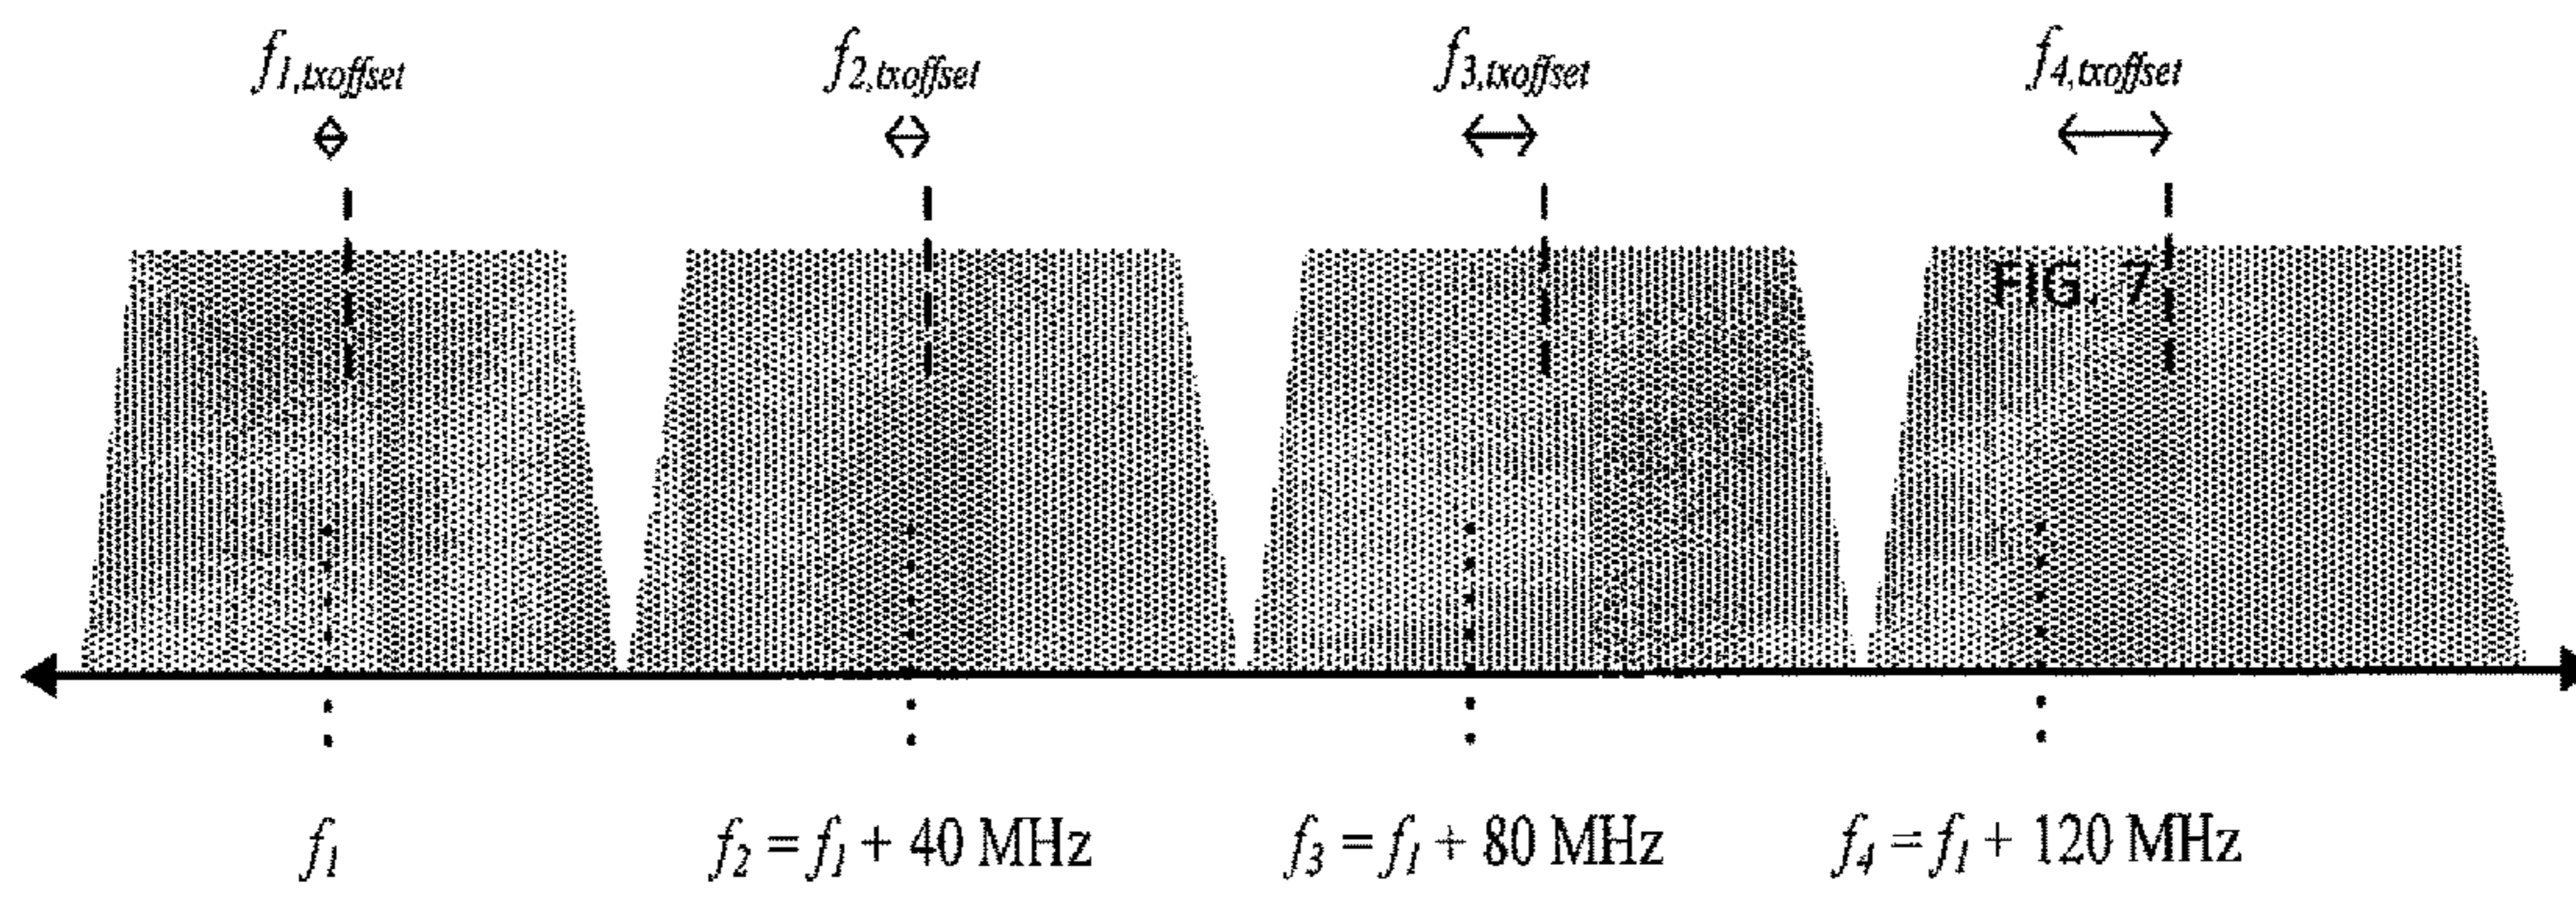 f1,txoffset f2,txoffset f3,txoffset f4,txoffset
FIG. 7
f1 f2 = f1 + 40 MHz f3 = f1 + 80 MHz f4 = f1 + 120 MHz